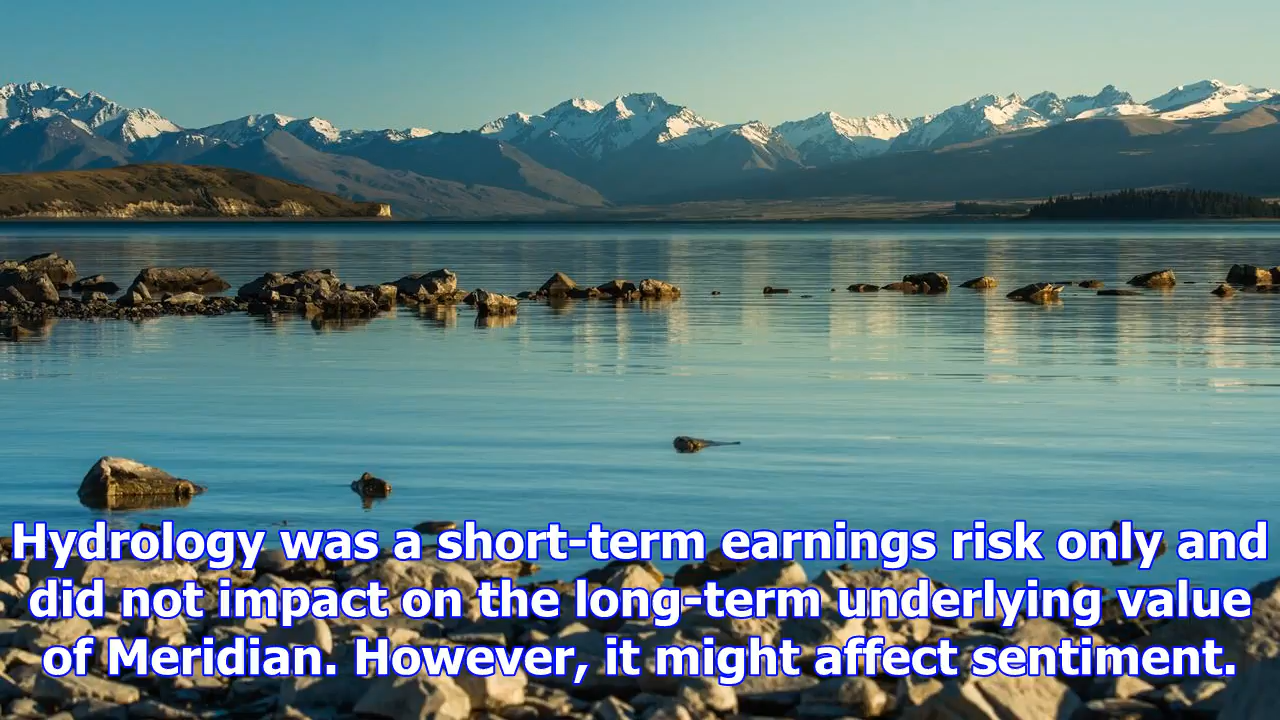 Hydrology was a short-term earnings risk only and
did not impact on the long-term underlying value
of Meridian. However, it might affect sentiment.